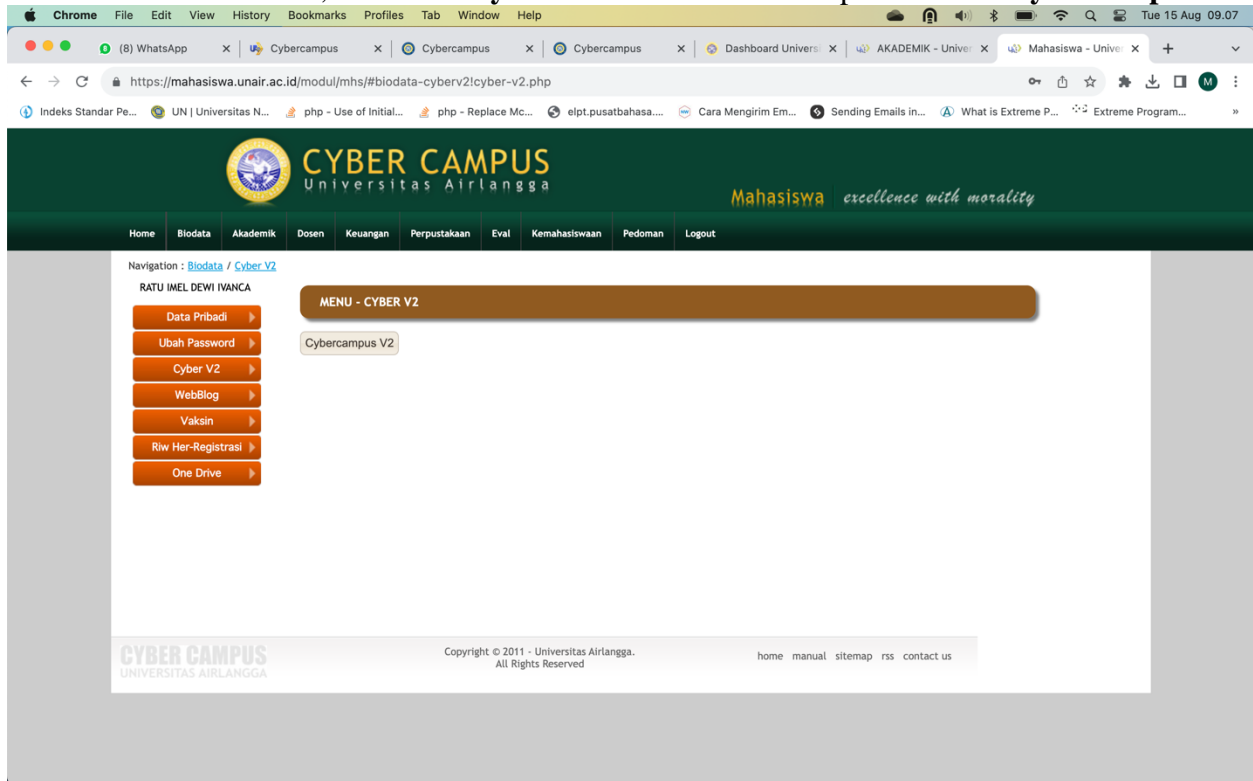 Chrome File Edit View History Bookmarks Profiles Tab Window Help Tue 15 Aug 09.07
(8) WhatsApp Cybercampus Cybercampus Cybercampus Dashboard Universi AKADEMIK - Univer Mahasiswa - Univer
https://mahasiswa.unair.ac.id/modul/mhs/#biodata-cyberv2!cyber-v2.php M
Indeks Standar Pe... UN | Universitas N... php - Use of Initial... php - Replace Mc... elpt.pusatbahasa.... Cara Mengirim Em... Sending Emails in... What is Extreme P... Extreme Program... »
CYBER CAMPUS
Universitas Airlangga
Mahasiswa excellence with morality
Home Biodata Akademik Dosen Keuangan Perpustakaan Eval Kemahasiswaan Pedoman Logout
Navigation : Biodata / Cyber V2
RATU IMEL DEWI IVANCA
MENU - CYBER V2
Data Pribadi
Ubah Password
Cybercampus V2
Cyber V2
WebBlog
Vaksin
Riw Her-Registrasi
One Drive
CYBER CAMPUS
UNIVERSITAS AIRLANGGA
Copyright © 2011 - Universitas Airlangga.
All Rights Reserved
home manual sitemap rss contact us